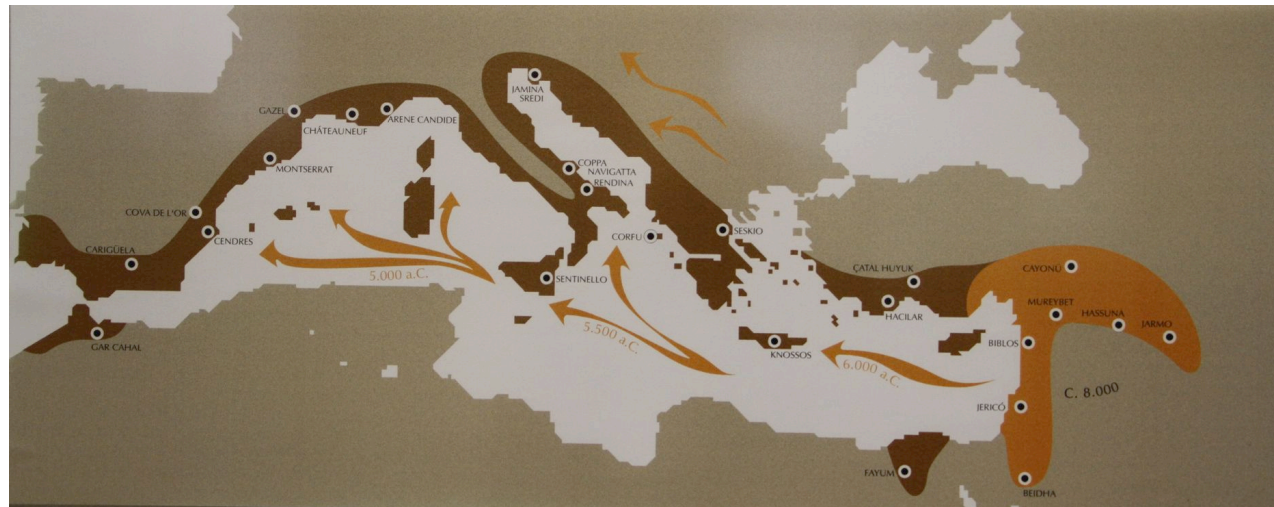 JAMINA
SREDI
GAZEL
CHÂTEAUNEUF
ARENE CANDIDE
MONTSERRAT
COPPA
NAVIGATTA
RENDINA
COVA DE L'OR
CENDRES
CARIGÜELA
CORFU
SESKIO
SENTINELLO
5.000 a.C.
ÇATAL HUYUK
CAYONÜ
HACILAR
MUREYBET
HASSUNA
JARMO
GAR CAHAL
5.500 a.C.
KNOSSOS
6.000 a.C.
BIBLOS
C. 8.000
JERICÓ
FAYUM
BEIDHA